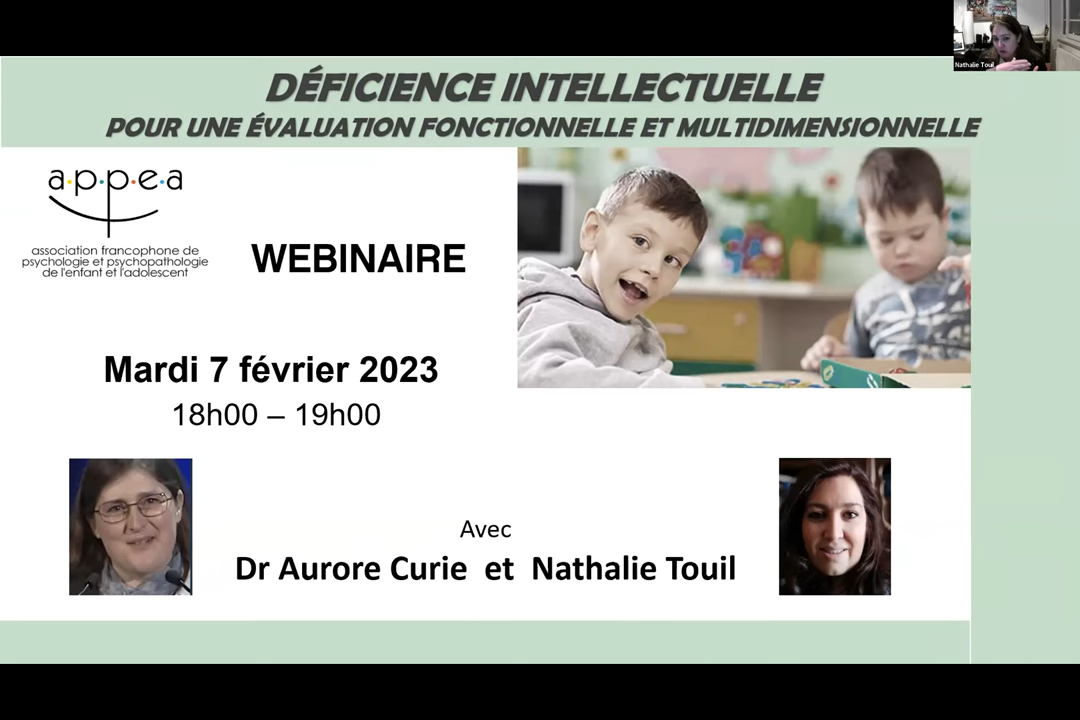 Nathalie Touil
DÉFICIENCE INTELLECTUELLE
POUR UNE ÉVALUATION FONCTIONNELLE ET MULTIDIMENSIONNELLE
a·p·p·e·a
association francophone de
psychologie et psychopathologie
de l'enfant et l'adolescent
WEBINAIRE
Mardi 7 février 2023
18h00 – 19h00
Avec
Dr Aurore Curie et Nathalie Touil